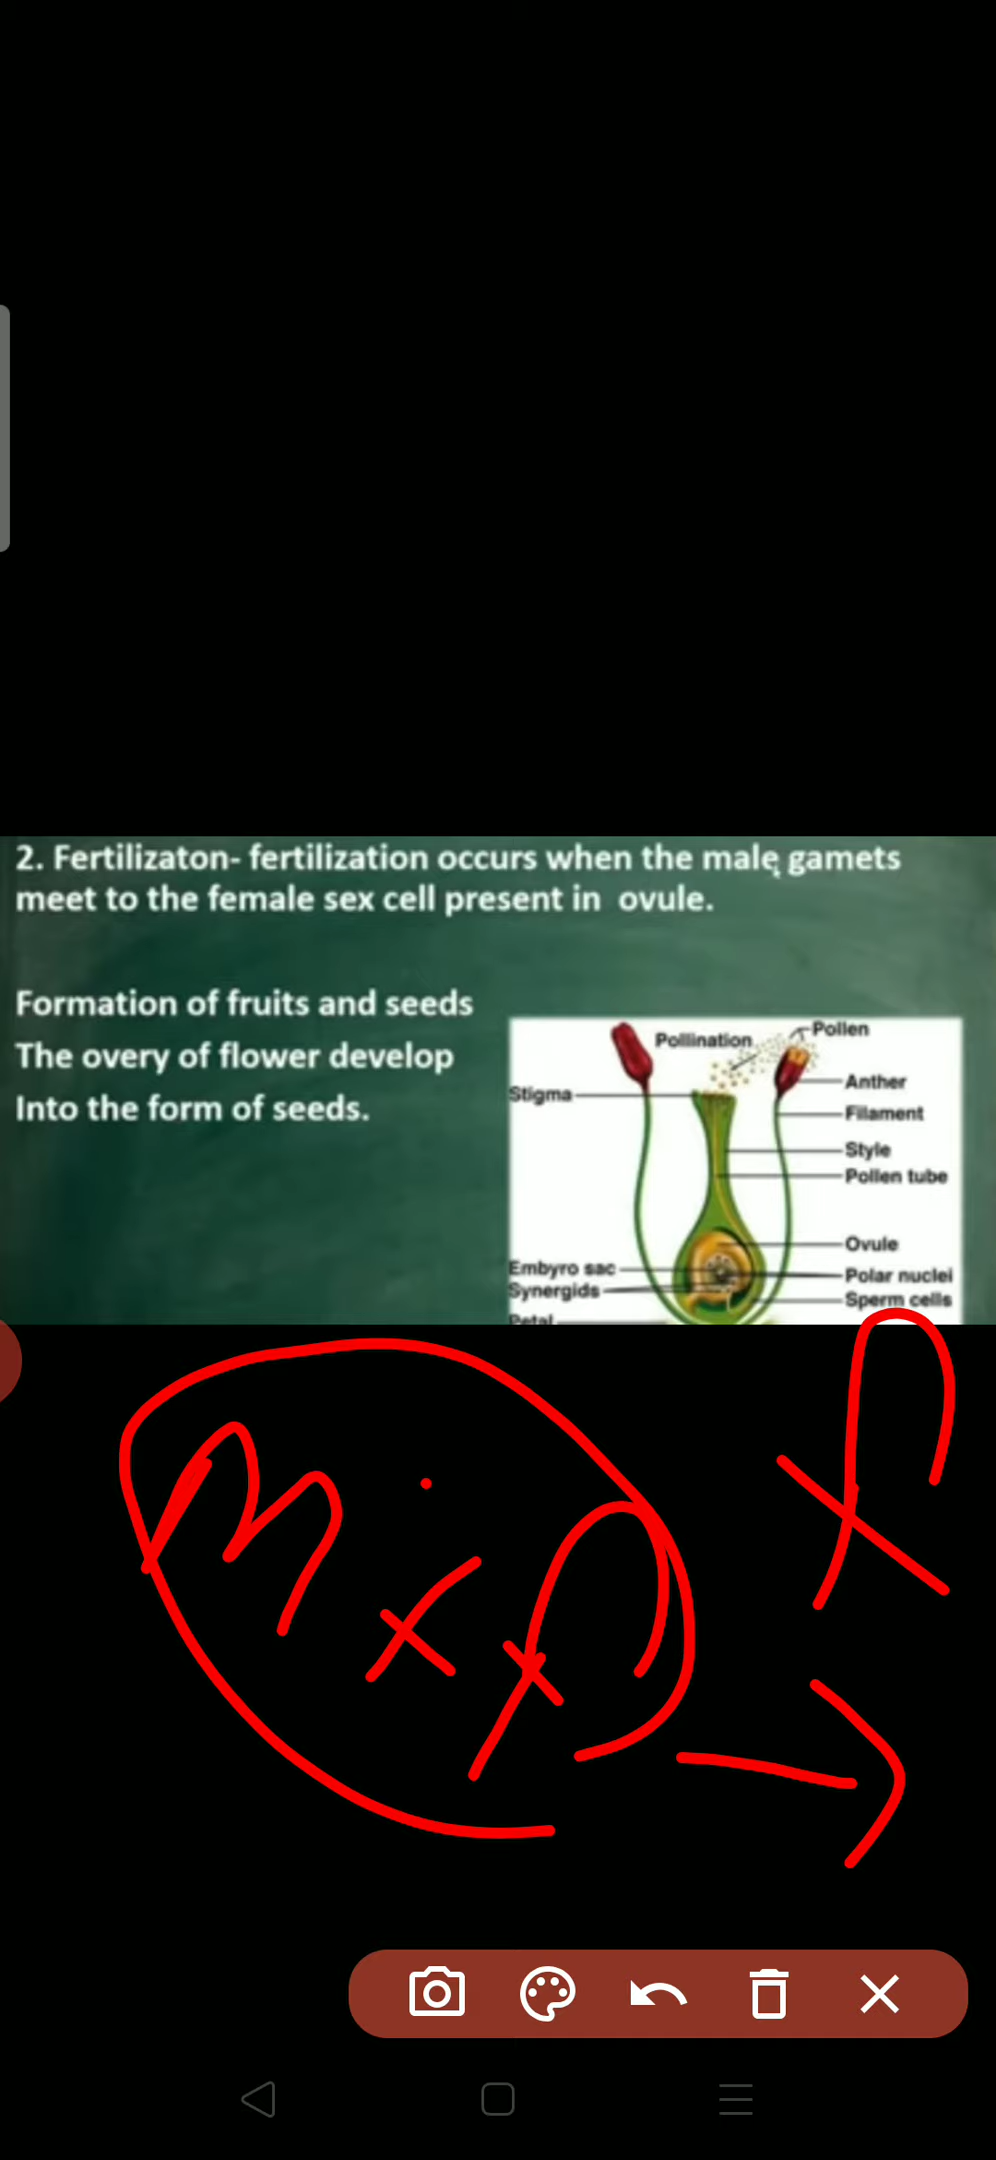 2. Fertilizaton- fertilization occurs when the male gamets
meet to the female sex cell present in ovule.
Formation of fruits and seeds
The overy of flower develop
Into the form of seeds.
Pollination
Pollen
Anther
Stigma
Filament
Style
Pollen tube
Ovule
Embyro sac
Polar nuclei
Synergids
Sperm cells
Petal